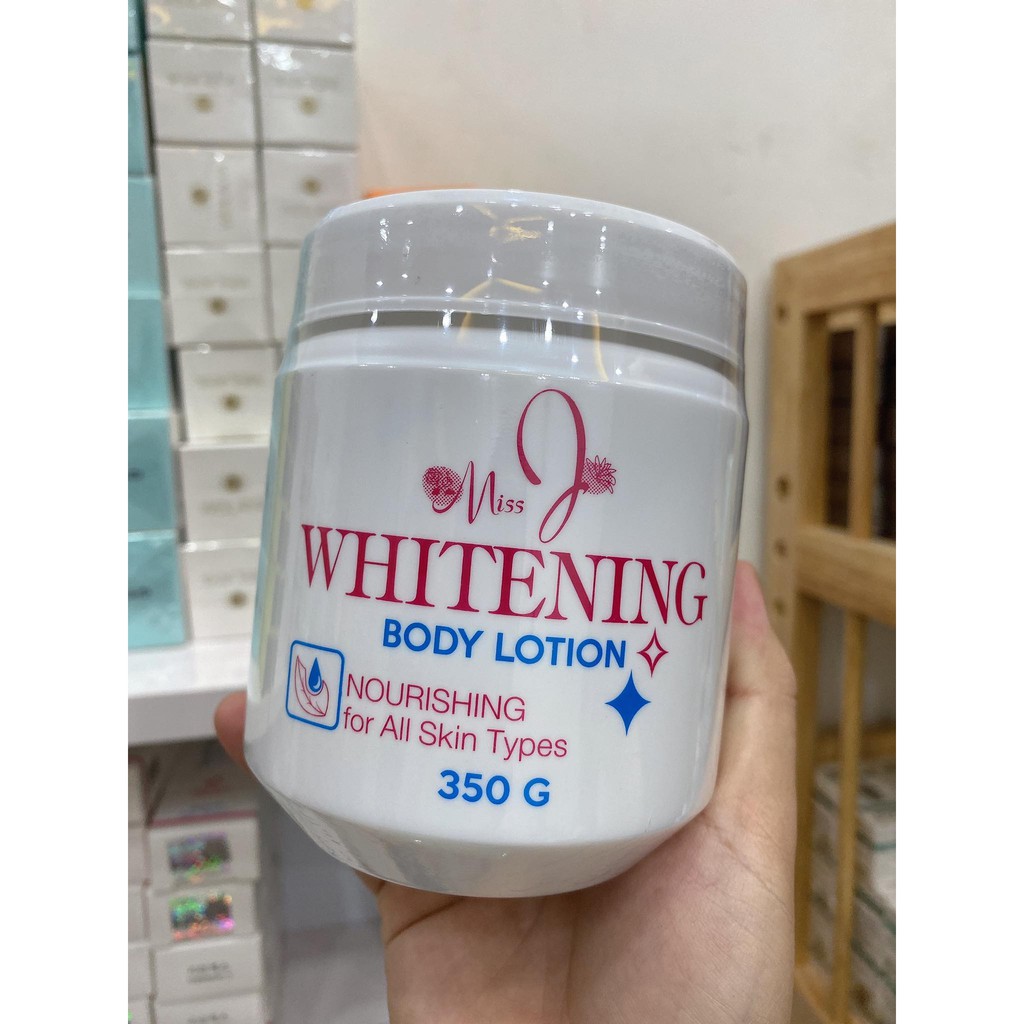 Miss J
WHITENING
BODY LOTION
NOURISHING
for All Skin Types
350 G